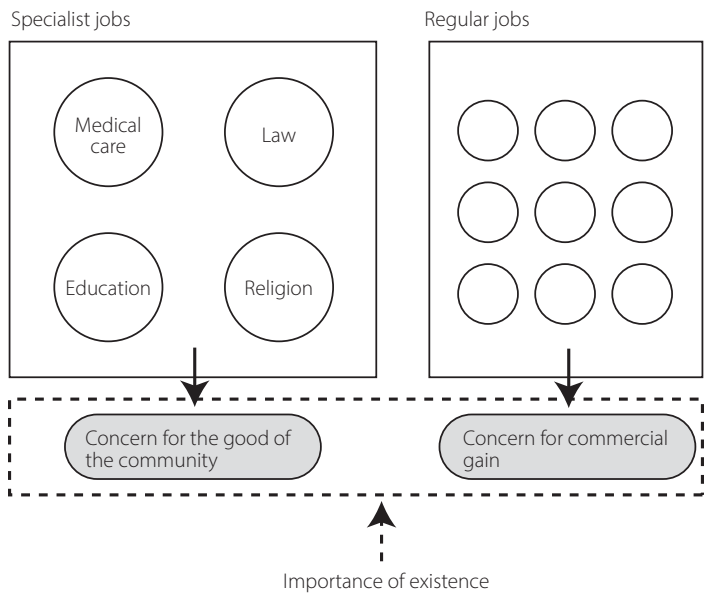 Specialist jobs
Regular jobs
Medical
care
Law
Education
Religion
Concern for the good of
the community
Concern for commercial
gain
Importance of existence